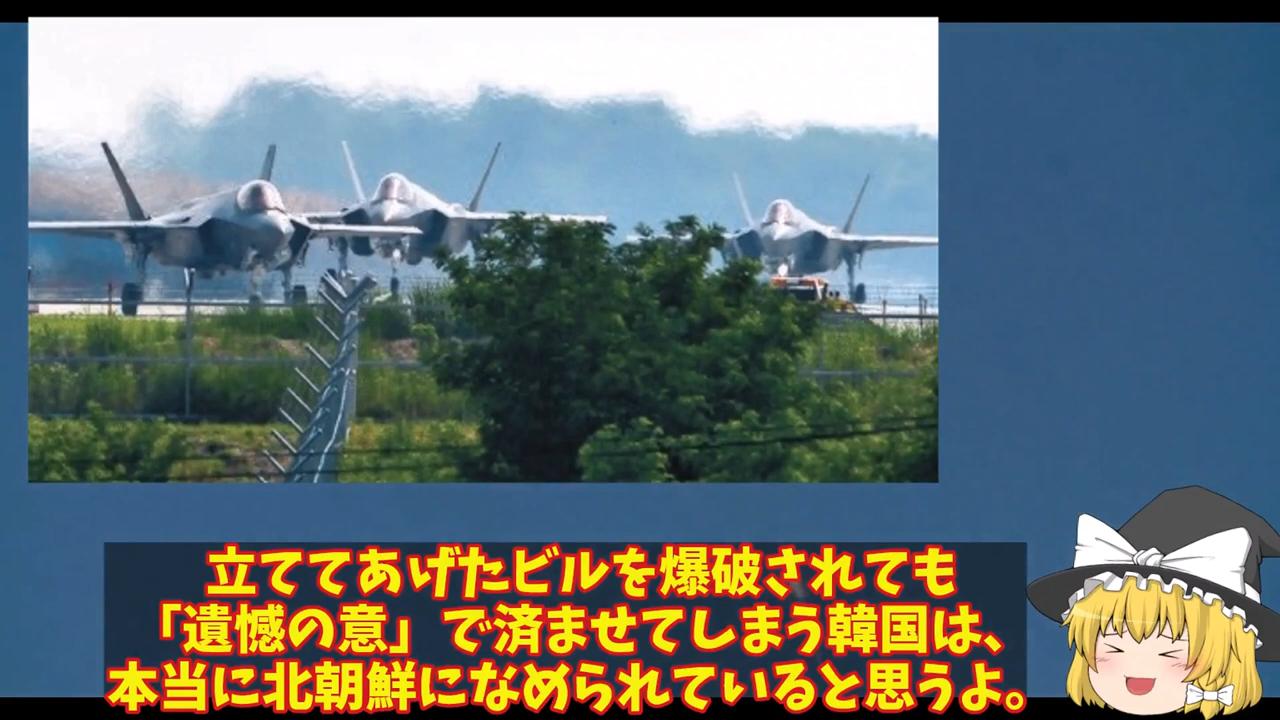 立ててあげたビルを爆破されても
「遺憾の意」で済ませてしまう韓国は、
本当に北朝鮮になめられていると思うよ。